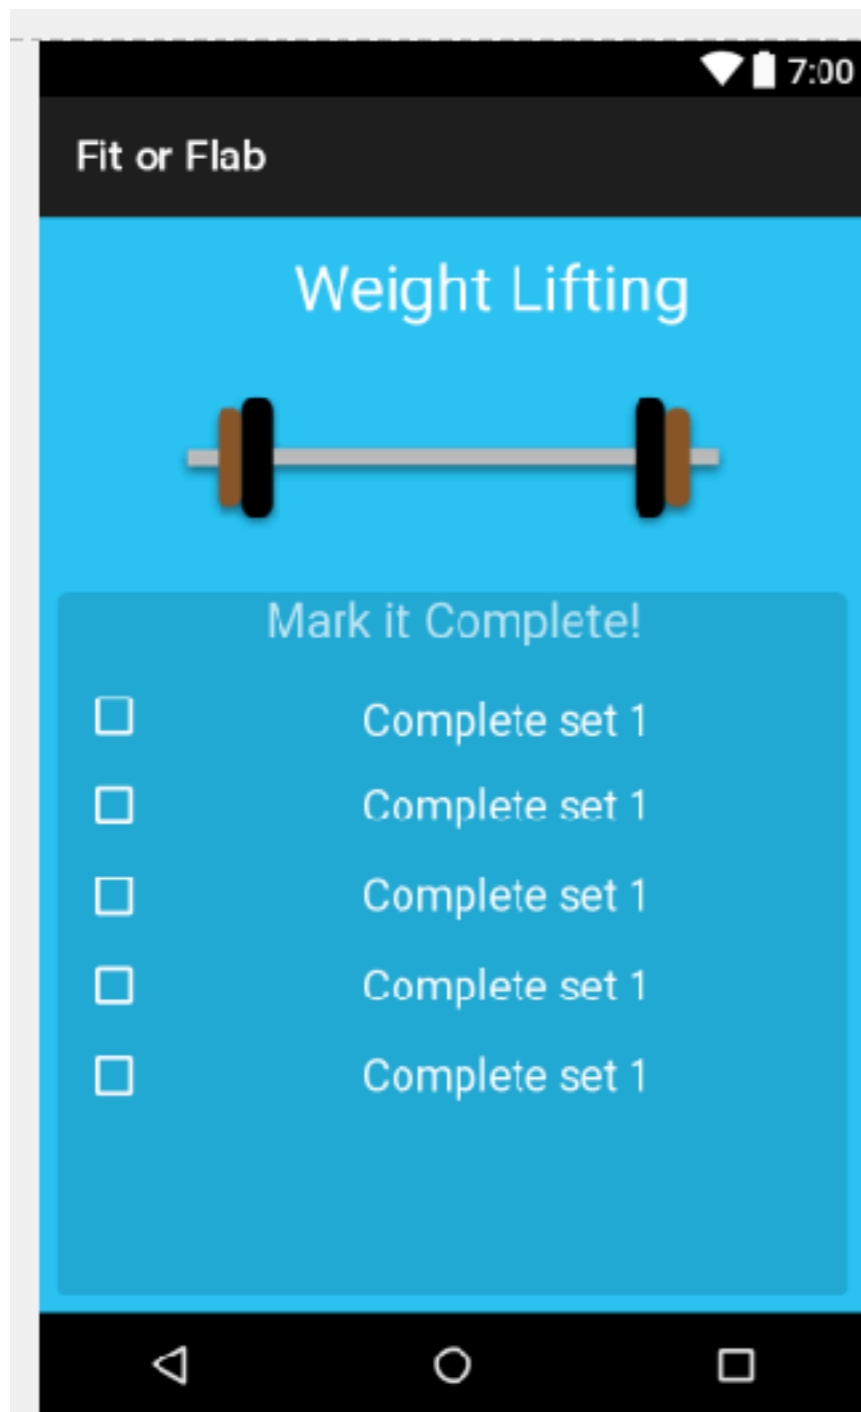 7:00
Fit or Flab
Weight Lifting
Mark it Complete!
Complete set 1
Complete set 1
Complete set 1
Complete set 1
Complete set 1